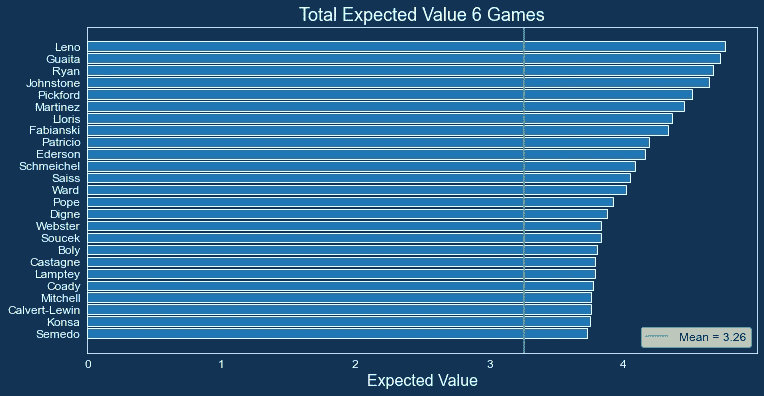 Total Expected Value 6 Games
Leno
Guaita
Ryan
Johnstone
Pickford
Martinez
Lloris
Fabianski
Patricio
Ederson
Schmeichel
Saiss
Ward
Pope
Digne
Webster
Soucek
Boly
Castagne
Lamptey
Coady
Mitchell
Calvert-Lewin
Konsa
Semedo
Mean = 3.26
0 1 2 3 4
Expected Value